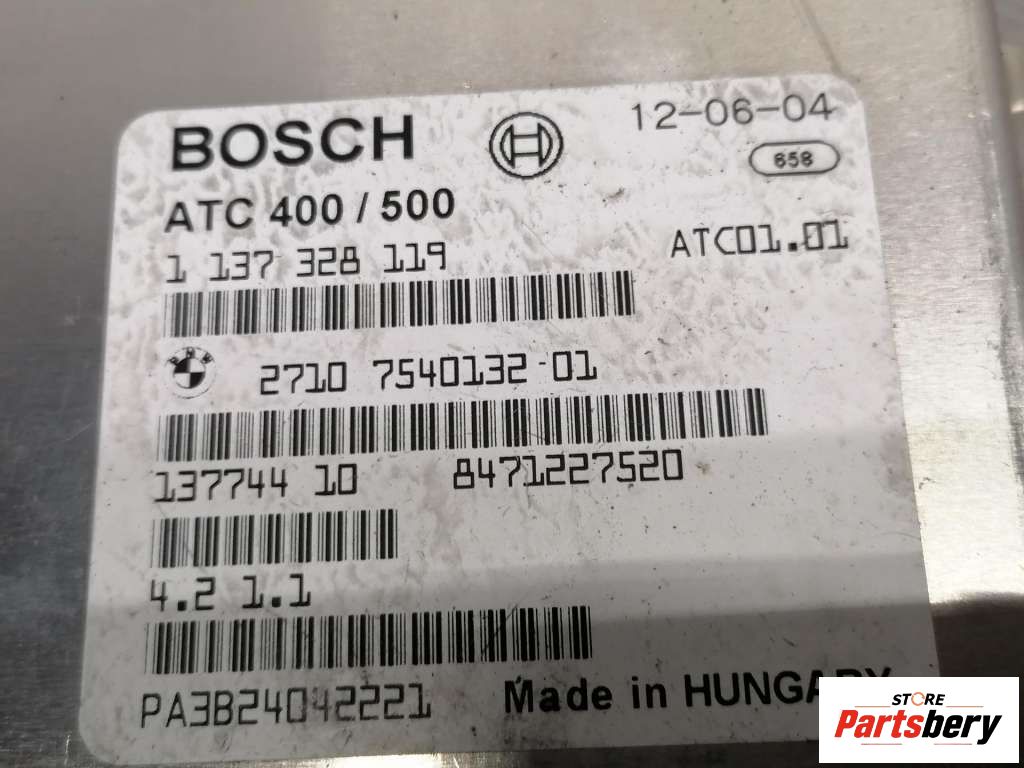 BOSCH
12-06-04
658
ATC 400 / 500
1 137 328 119
ATC01.01
BMW
2710 7540132-01
137744 10 8471227520
4.2 1.1
PA3B24042221
Made in HUNGARY
STORE
Partsbery